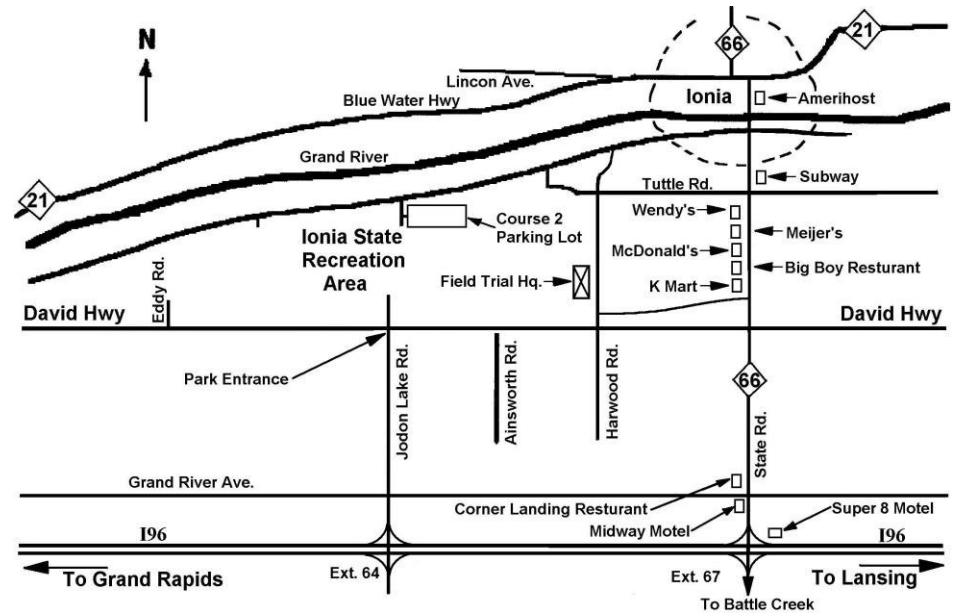 N
66
21
Lincon Ave.
Blue Water Hwy
Ionia
Amerihost
Grand River
21
Tuttle Rd.
Subway
Wendy's
Course 2
Parking Lot
Meijer's
Ionia State
Recreation
Area
McDonald's
Big Boy Resturant
Field Trial Hq.
K Mart
Eddy Rd.
David Hwy
David Hwy
Park Entrance
Jodon Lake Rd.
Ainsworth Rd.
Harwood Rd.
66
State Rd.
Grand River Ave.
Corner Landing Resturant
Super 8 Motel
Midway Motel
I96
I96
Ext. 64
Ext. 67
To Grand Rapids
To Lansing
To Battle Creek